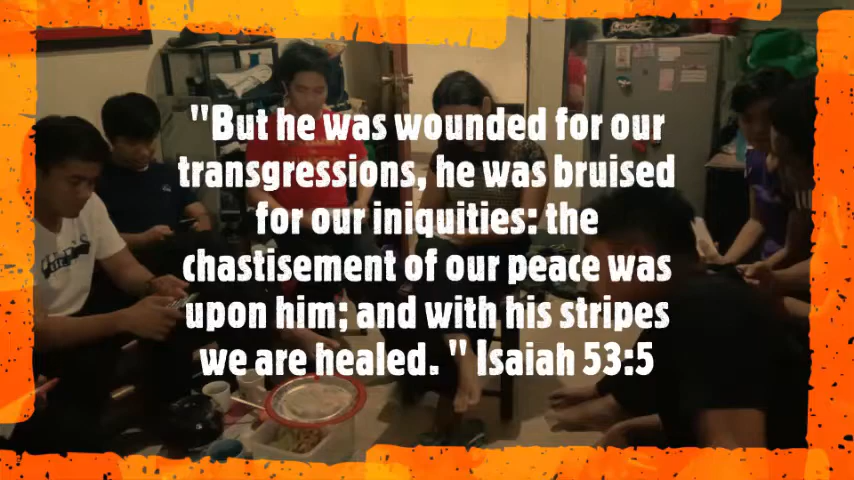 "But he was wounded for our
transgressions, he was bruised
for our iniquities: the
chastisement of our peace was
upon him; and with his stripes
we are healed. " Isaiah 53:5